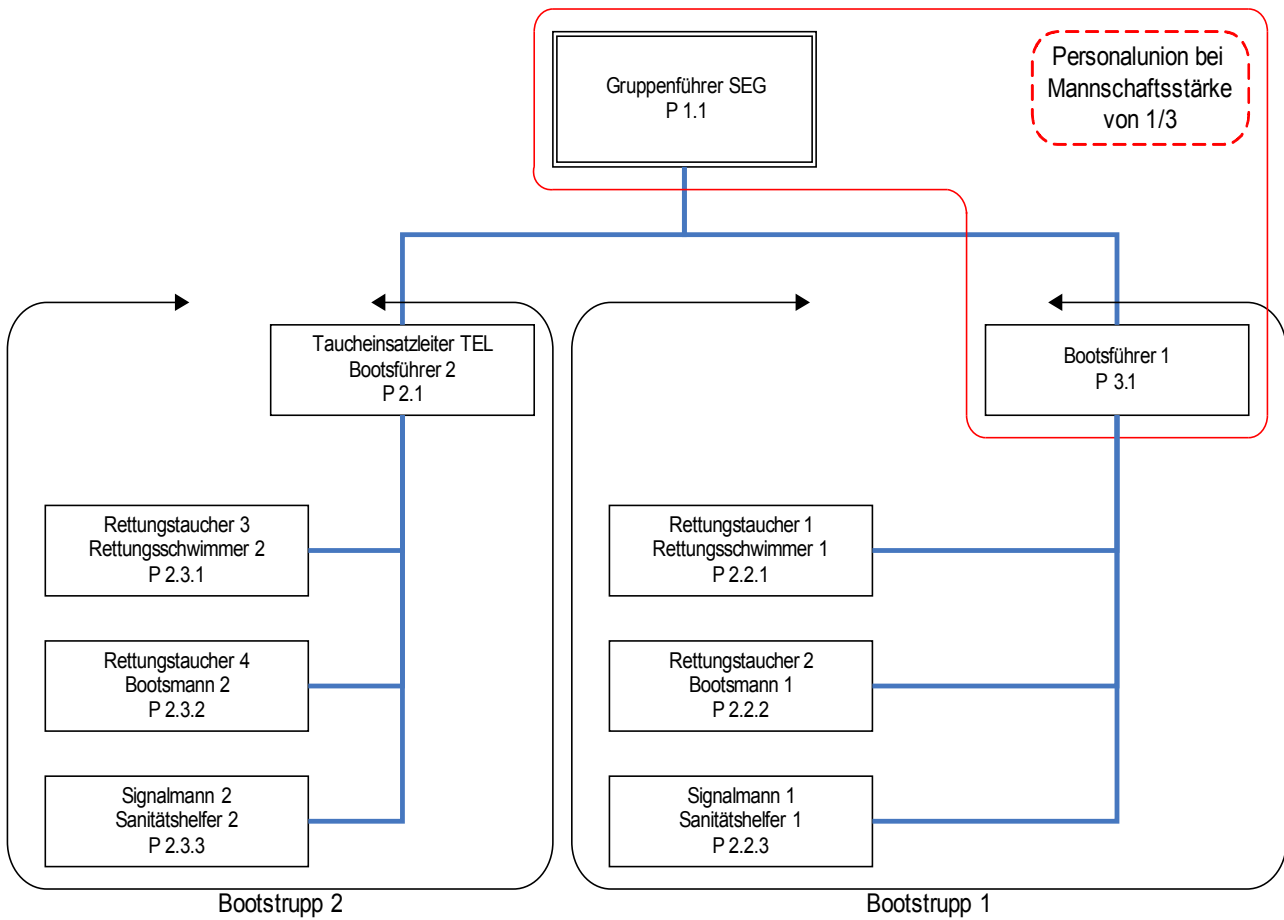 Gruppenführer SEG
P 1.1
Personalunion bei
Mannschaftsstärke
von 1/3
Taucheinsatzleiter TEL
Bootsführer 2
P 2.1
Bootsführer 1
P 3.1
Rettungstaucher 3
Rettungsschwimmer 2
P 2.3.1
Rettungstaucher 4
Bootsmann 2
P 2.3.2
Signalmann 2
Sanitätshelfer 2
P 2.3.3
Rettungstaucher 1
Rettungsschwimmer 1
P 2.2.1
Rettungstaucher 2
Bootsmann 1
P 2.2.2
Signalmann 1
Sanitätshelfer 1
P 2.2.3
Bootstrupp 2
Bootstrupp 1